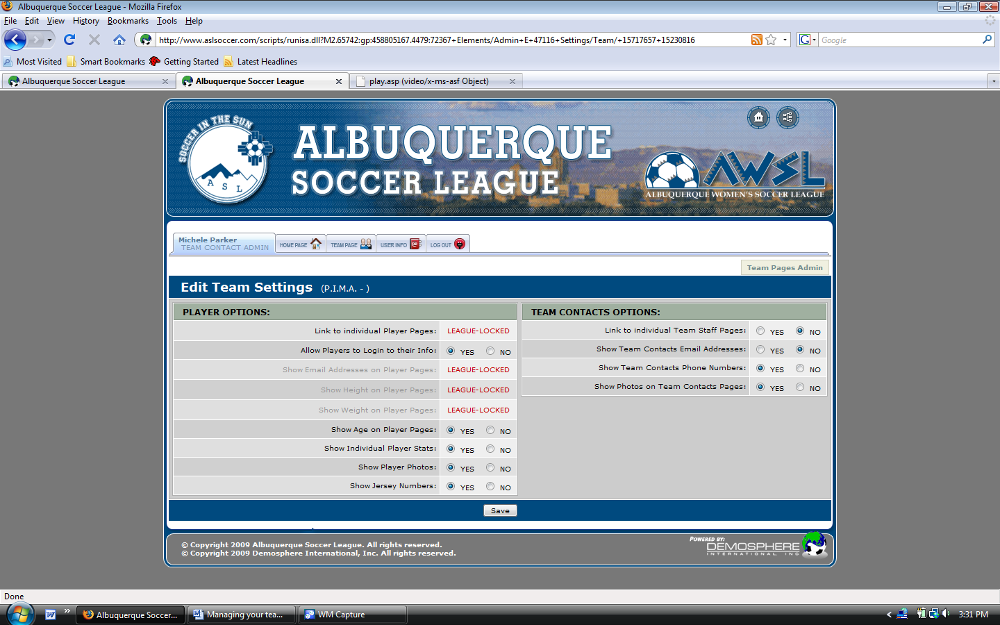 Albuquerque Soccer League - Mozilla Firefox
File Edit View History Bookmarks Tools Help
http://www.aslsoccer.com/scripts/runisa.dll?M2.65742:gp:458805167.4479:72367+Elements/Admin+E+47116+Settings/Team/+15717657+15230816
G Google
Most Visited Smart Bookmarks Getting Started Latest Headlines
Albuquerque Soccer League Albuquerque Soccer League play.asp (video/x-ms-asf Object)
SOCCER IN THE SUN
ASL
ALBUQUERQUE
SOCCER LEAGUE
AWSL
ALBUQUERQUE WOMEN'S SOCCER LEAGUE
Michele Parker
TEAM CONTACT ADMIN
HOME PAGE TEAM PAGE USER INFO LOG OUT
Team Pages Admin
Edit Team Settings (P.I.M.A. - )
PLAYER OPTIONS:
Link to individual Player Pages: LEAGUE-LOCKED
Allow Players to Login to their Info: YES NO
Show Email Addresses on Player Pages: LEAGUE-LOCKED
Show Height on Player Pages: LEAGUE-LOCKED
Show Weight on Player Pages: LEAGUE-LOCKED
Show Age on Player Pages: YES NO
Show Individual Player Stats: YES NO
Show Player Photos: YES NO
Show Jersey Numbers: YES NO
TEAM CONTACTS OPTIONS:
Link to individual Team Staff Pages: YES NO
Show Team Contacts Email Addresses: YES NO
Show Team Contacts Phone Numbers: YES NO
Show Photos on Team Contacts Pages: YES NO
Save
© Copyright 2009 Albuquerque Soccer League. All rights reserved.
© Copyright 2009 Demosphere International, Inc. All rights reserved.
POWERED BY:
DEMOSPHERE
INTERNATIONAL INC
Done
Albuquerque Soccer... Managing your tea... WM Capture 3:31 PM